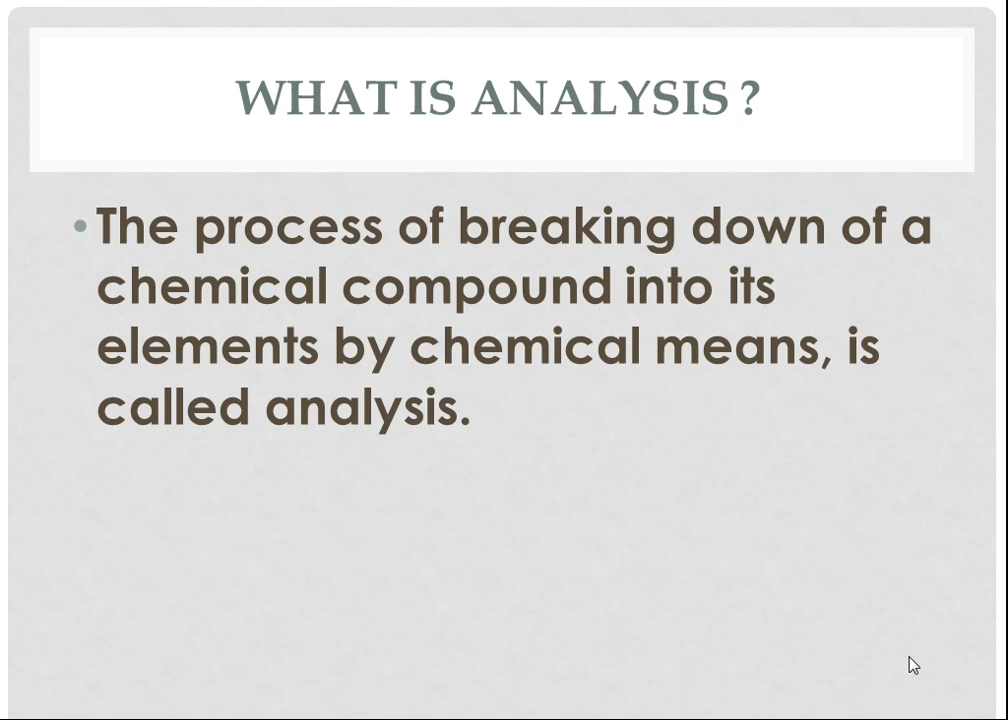 WHAT IS ANALYSIS ?
• The process of breaking down of a
chemical compound into its
elements by chemical means, is
called analysis.